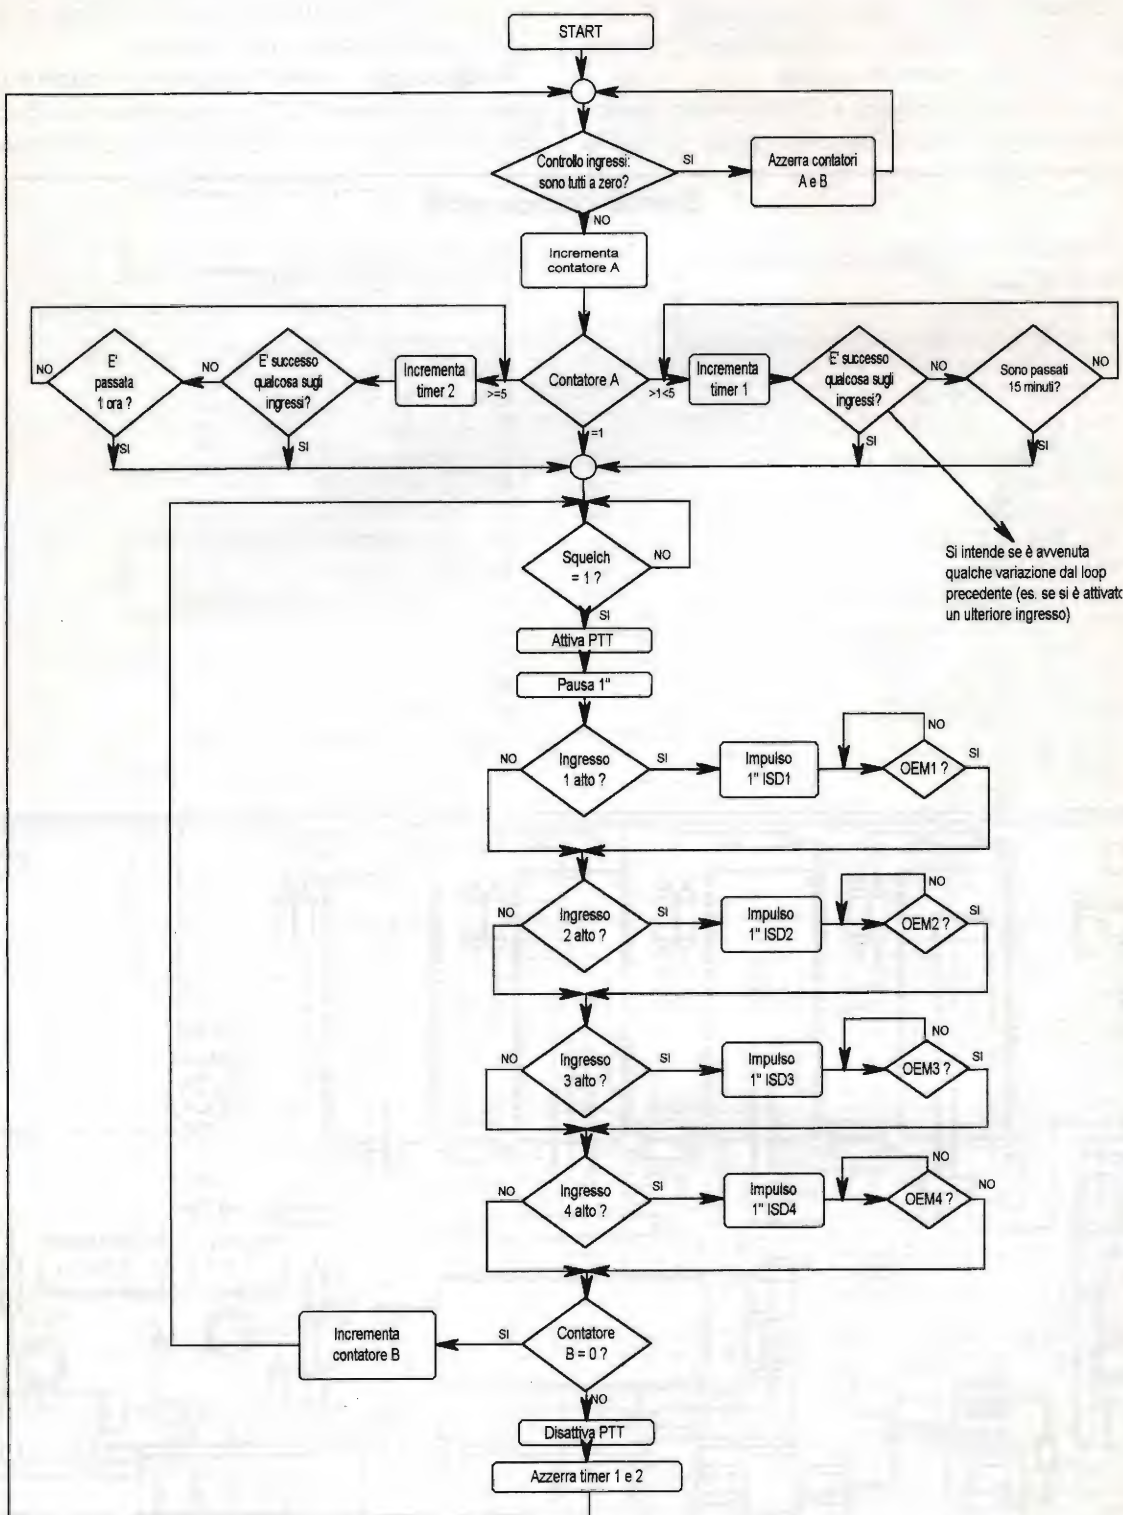 START
Controllo ingressi:
sono tutti a zero?
SI
Azzerra contatori
A e B
NO
Incrementa
contatore A
E'
passata
1 ora ?
NO
SI
E' successo
qualcosa sugli
ingressi?
NO
SI
Incrementa
timer 2
>=5
Contatore A
=1
>1<5
Incrementa
timer 1
E' successo
qualcosa sugli
ingressi?
NO
SI
Sono passati
15 minuti?
NO
SI
Si intende se è avvenuta
qualche variazione dal loop
precedente (es. se si è attivato
un ulteriore ingresso)
Squelch
= 1 ?
NO
SI
Attiva PTT
Pausa 1"
Ingresso
1 alto ?
NO
SI
Impulso
1" ISD1
OEM1 ?
NO
SI
Ingresso
2 alto ?
NO
SI
Impulso
1" ISD2
OEM2 ?
NO
SI
Ingresso
3 alto ?
NO
SI
Impulso
1" ISD3
OEM3 ?
NO
SI
Ingresso
4 alto ?
NO
SI
Impulso
1" ISD4
OEM4 ?
NO
NO
Contatore
B = 0 ?
SI
Incrementa
contatore B
NO
Disattiva PTT
Azzerra timer 1 e 2